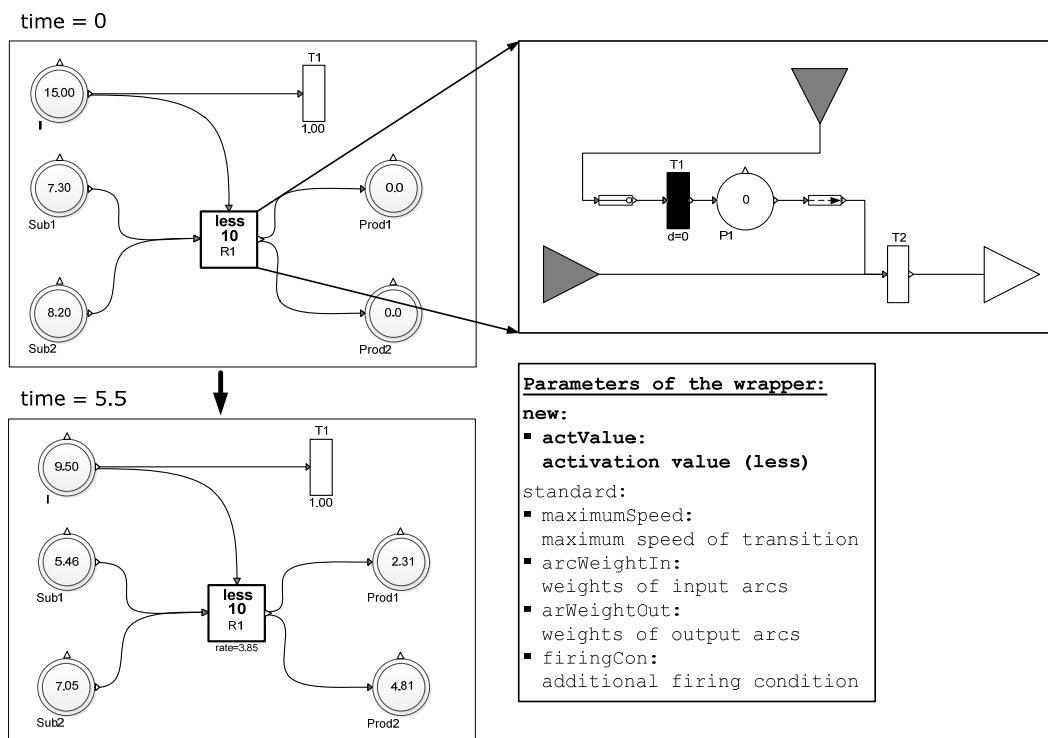 time = 0
T1
15.00
I
1.00
7.30
Sub1
0.0
Prod1
less
10
R1
8.20
Sub2
0.0
Prod2
T1
d=0
0
P1
T2
time = 5.5
T1
9.50
I
1.00
5.46
Sub1
2.31
Prod1
less
10
R1
rate=3.85
7.05
Sub2
4.81
Prod2
Parameters of the wrapper:
new:
▪ actValue:
activation value (less)
standard:
▪ maximumSpeed:
maximum speed of transition
▪ arcWeightIn:
weights of input arcs
▪ arWeightOut:
weights of output arcs
▪ firingCon:
additional firing condition